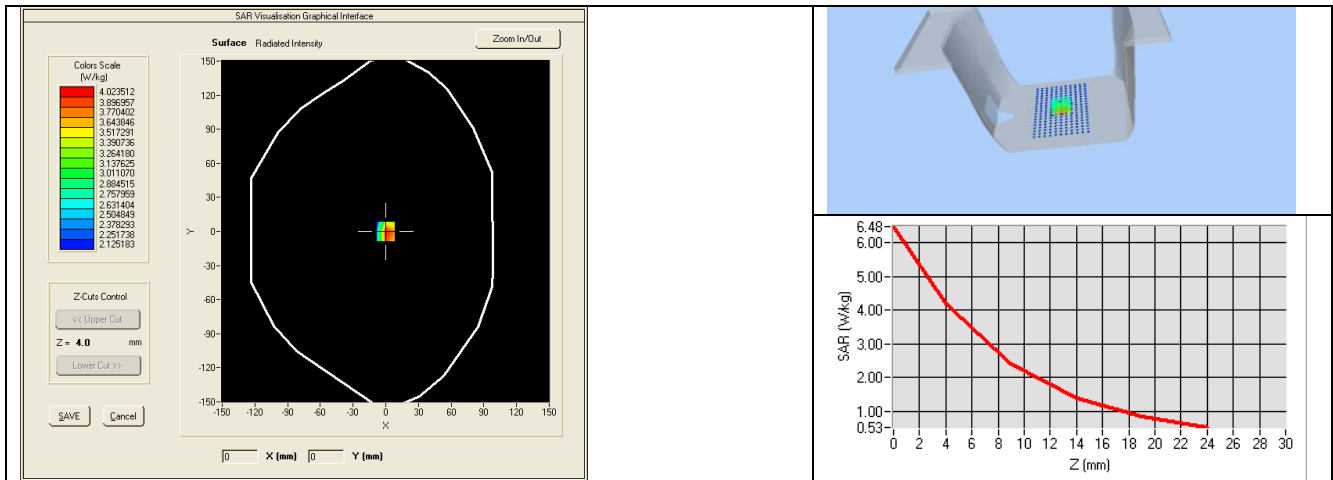 SAR Visualisation Graphical Interface
Surface Radiated Intensity
Zoom In/Out
Colors Scale
(W/kg)
4.023512
3.896957
3.770402
3.643846
3.517291
3.390736
3.264180
3.137625
3.011070
2.884515
2.757959
2.631404
2.504849
2.378293
2.251738
2.125183
Z-Cuts Control
<< Upper Cut
Z = 4.0 mm
Lower Cut >>
SAVE Cancel
150
120
90
60
30
0
-30
-60
-90
-120
-150
Y
-150 -120 -90 -60 -30 0 30 60 90 120 150
X
0 X (mm) 0 Y (mm)
6.48
6.00
5.00
4.00
3.00
2.00
1.00
0.53
SAR (W/kg)
0 2 4 6 8 10 12 14 16 18 20 22 24 26 28 30
Z (mm)